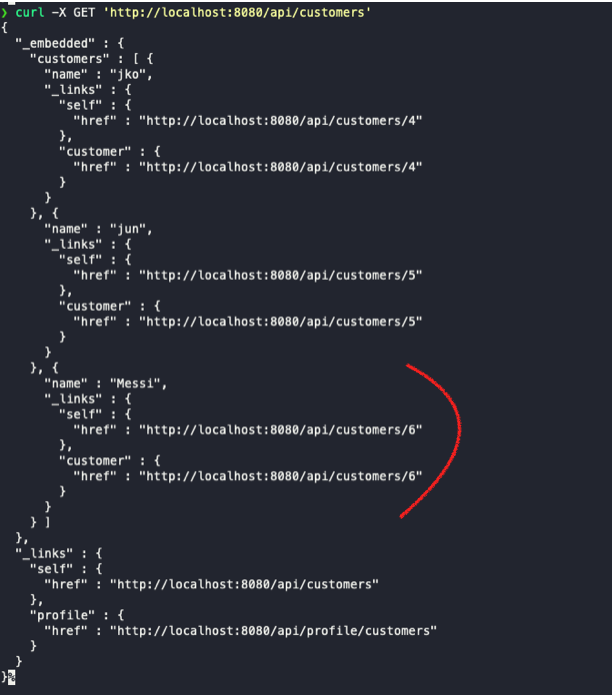 ❯ curl -X GET 'http://localhost:8080/api/customers'
{
  "_embedded" : {
    "customers" : [ {
      "name" : "jko",
      "_links" : {
        "self" : {
          "href" : "http://localhost:8080/api/customers/4"
        },
        "customer" : {
          "href" : "http://localhost:8080/api/customers/4"
        }
      }
    }, {
      "name" : "jun",
      "_links" : {
        "self" : {
          "href" : "http://localhost:8080/api/customers/5"
        },
        "customer" : {
          "href" : "http://localhost:8080/api/customers/5"
        }
      }
    }, {
      "name" : "Messi",
      "_links" : {
        "self" : {
          "href" : "http://localhost:8080/api/customers/6"
        },
        "customer" : {
          "href" : "http://localhost:8080/api/customers/6"
        }
      }
    } ]
  },
  "_links" : {
    "self" : {
      "href" : "http://localhost:8080/api/customers"
    },
    "profile" : {
      "href" : "http://localhost:8080/api/profile/customers"
    }
  }
}%